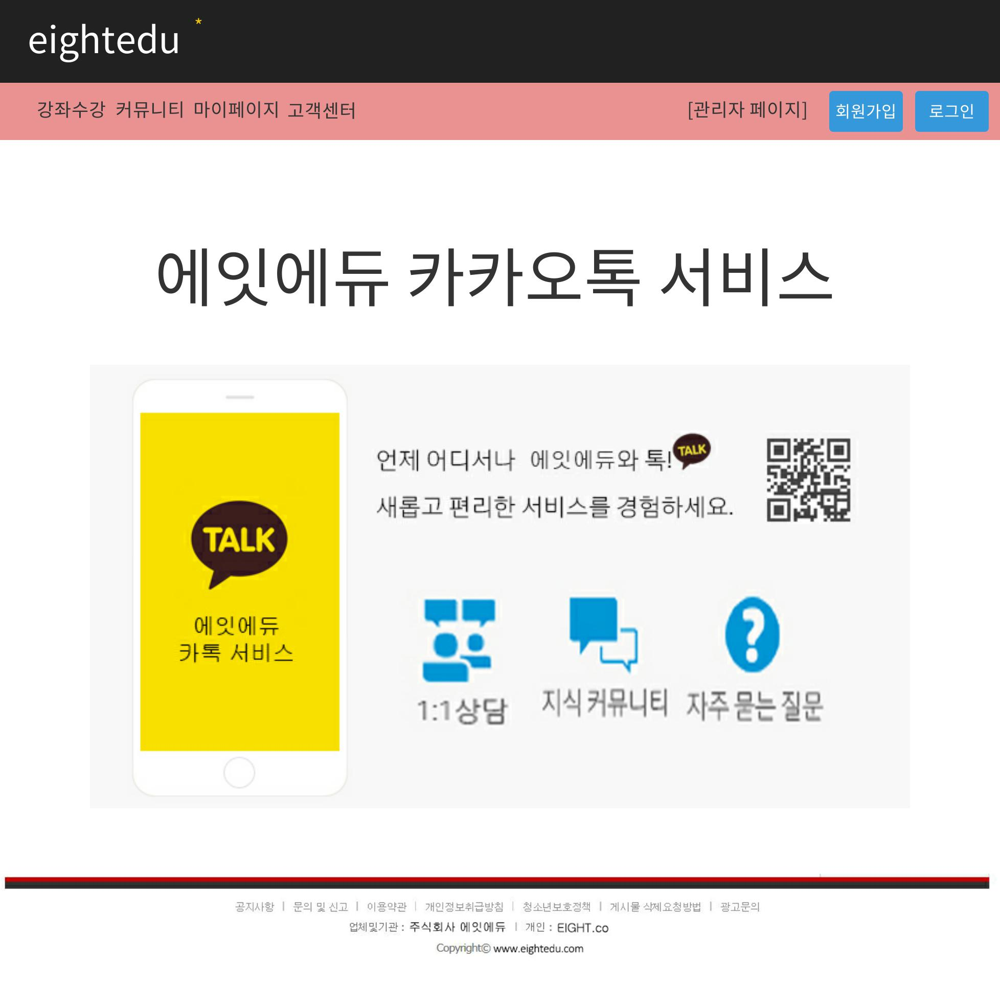 eightedu *
강좌수강 커뮤니티 마이페이지 고객센터 [관리자 페이지] 회원가입 로그인
에잇에듀 카카오톡 서비스
TALK
에잇에듀
카톡 서비스
언제 어디서나 에잇에듀와 톡! TALK
새롭고 편리한 서비스를 경험하세요.
1:1상담 지식커뮤니티 자주 묻는 질문
공지사항 | 문의 및 신고 | 이용약관 | 개인정보취급방침 | 청소년보호정책 | 게시물 삭제요청방법 | 광고문의
업체및기관 : 주식회사 에잇에듀 | 개인 : EIGHT.co
Copyright© www.eightedu.com